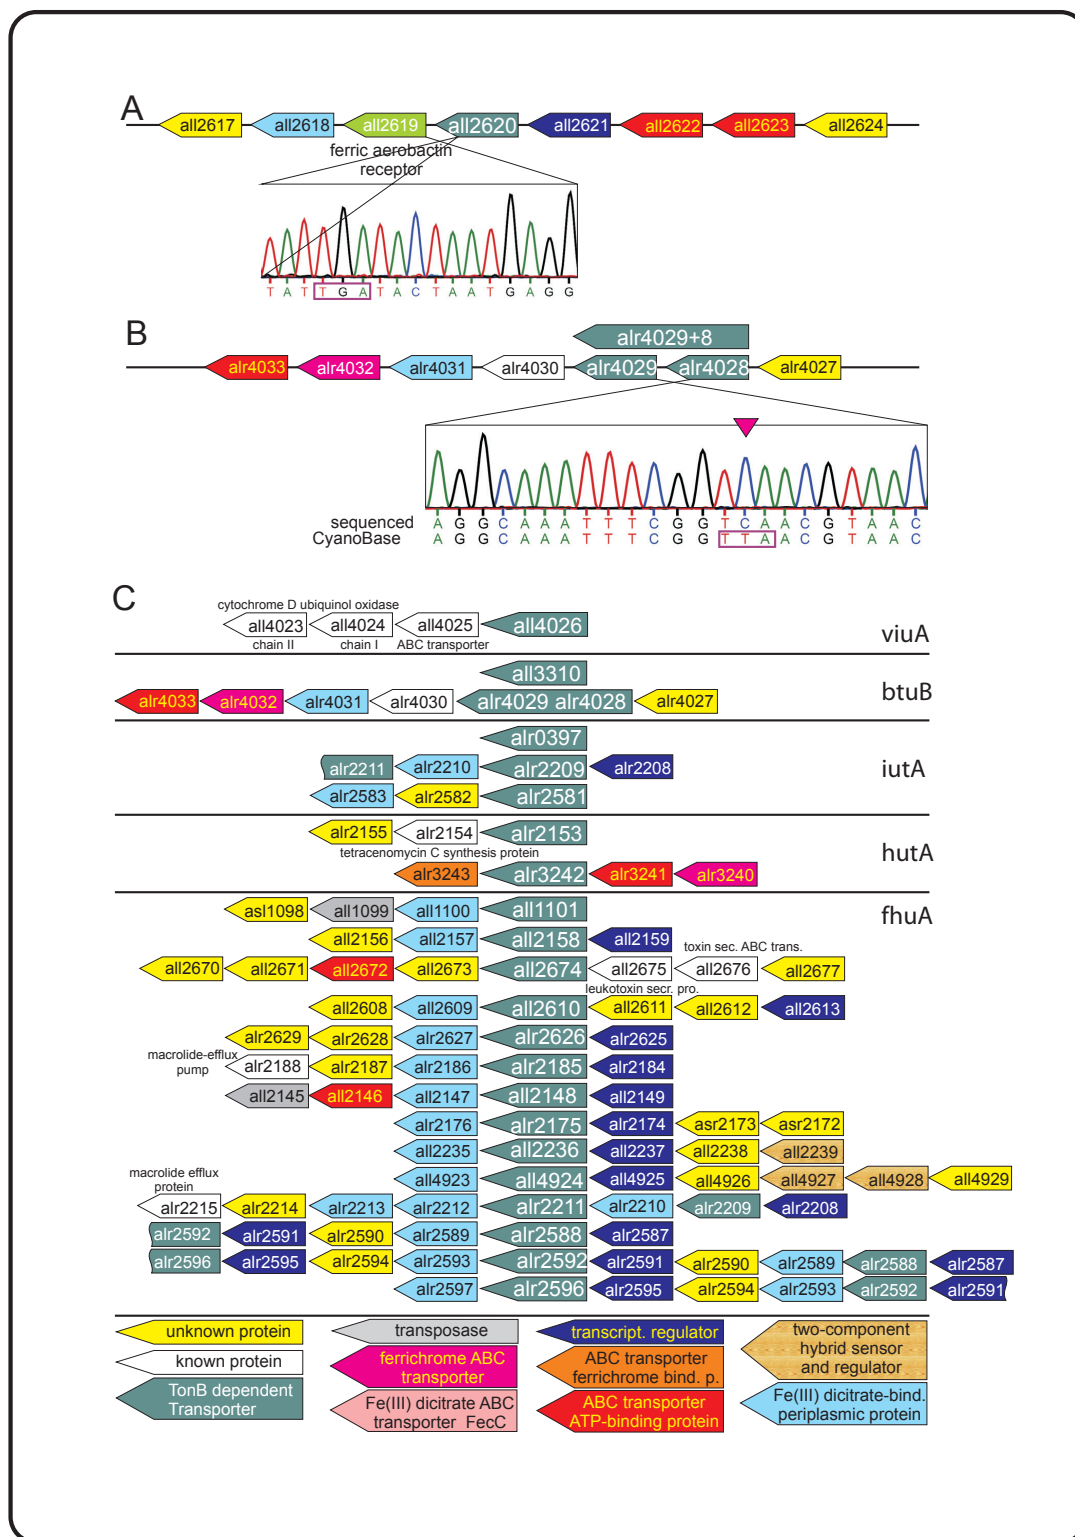 A
all2617 all2618 all2619 all2620 all2621 all2622 all2623 all2624
ferric aerobactin
receptor
T A T T G A T A C T A A T G A G G
B
alr4029+8
alr4033 alr4032 alr4031 alr4030 alr4029 alr4028 alr4027
sequenced A G G C A A A T T T C G G T C A A C G T A A C
CyanoBase A G G C A A A T T T C G G T T A A C G T A A C
C
cytochrome D ubiquinol oxidase
all4023 all4024 all4025 all4026 viuA
chain II chain I ABC transporter
all3310
btuB
alr4033 alr4032 alr4031 alr4030 alr4029 alr4028 alr4027
alr0397
alr2211 alr2210 alr2209 alr2208 iutA
alr2583 alr2582 alr2581
alr2155 alr2154 alr2153
tetracenomycin C synthesis protein hutA
alr3243 alr3242 alr3241 alr3240
asl1098 all1099 all1100 all1101 fhuA
all2156 all2157 all2158 all2159 toxin sec. ABC trans.
all2670 all2671 all2672 all2673 all2674 all2675 all2676 all2677
leukotoxin secr. pro.
all2608 all2609 all2610 all2611 all2612 all2613
alr2629 alr2628 alr2627 alr2626 alr2625
macrolide-efflux
pump
alr2188 alr2187 alr2186 alr2185 alr2184
all2145 all2146 all2147 all2148 all2149
alr2176 alr2175 alr2174 asr2173 asr2172
all2235 all2236 all2237 all2238 all2239
all4923 all4924 all4925 all4926 all4927 all4928 all4929
macrolide efflux
protein
alr2215 alr2214 alr2213 alr2212 alr2211 alr2210 alr2209 alr2208
alr2592 alr2591 alr2590 alr2589 alr2588 alr2587
alr2596 alr2595 alr2594 alr2593 alr2592 alr2591 alr2590 alr2589 alr2588 alr2587
alr2597 alr2596 alr2595 alr2594 alr2593 alr2592 alr2591
unknown protein
known protein
TonB dependent
Transporter
transposase
ferrichrome ABC
transporter
Fe(III) dicitrate ABC
transporter FecC
transcript. regulator
ABC transporter
ferrichrome bind. p.
ABC transporter
ATP-binding protein
two-component
hybrid sensor
and regulator
Fe(III) dicitrate-bind.
periplasmic protein